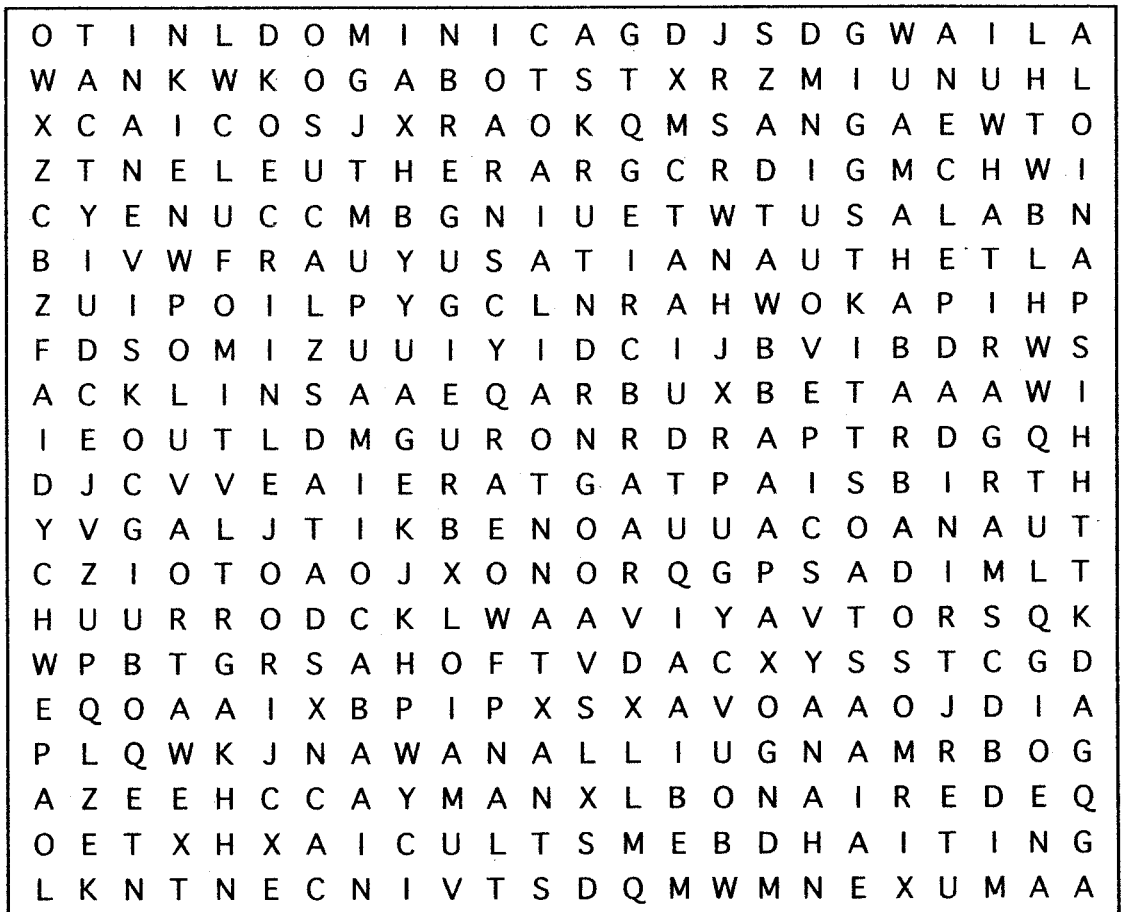 O T I N L D O M I N I C A G D J S D G W A I L A
W A N K W K O G A B O T S T X R Z M I U N U H L
X C A I C O S J X R A O K Q M S A N G A E W T O
Z T N E L E U T H E R A R G C R D I G M C H W I
C Y E N U C C M B G N I U E T W T U S A L A B N
B I V W F R A U Y U S A T I A N A U T H E T L A
Z U I P O I L P Y G C L N R A H W O K A P I H P
F D S O M I Z U U I Y I D C I J B V I B D R W S
A C K L I N S A A E Q A R B U X B E T A A A W I
I E O U T L D M G U R O N R D R A P T R D G Q H
D J C V V E A I E R A T G A T P A I S B I R T H
Y V G A L J T I K B E N O A U U A C O A N A U T
C Z I O T O A O J X O N O R Q G P S A D I M L T
H U U R R O D C K L W A A V I Y A V T O R S Q K
W P B T G R S A H O F T V D A C X Y S S T C G D
E Q O A A I X B P I P X S X A V O A A O J D I A
P L Q W K J N A W A N A L L I U G N A M R B O G
A Z E E H C C A Y M A N X L B O N A I R E D E Q
O E T X H X A I C U L T S M E B D H A I T I N G
L K N T N E C N I V T S D Q M W M N E X U M A A